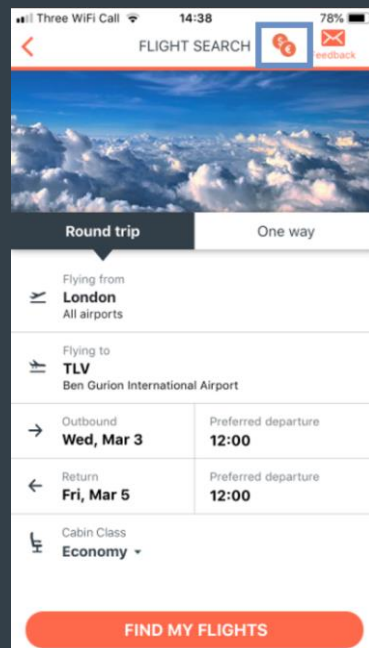 Three WiFi Call 14:38 78%
FLIGHT SEARCH
Feedback
Round trip One way
Flying from
London
All airports
Flying to
TLV
Ben Gurion International Airport
Outbound Preferred departure
Wed, Mar 3 12:00
Return Preferred departure
Fri, Mar 5 12:00
Cabin Class
Economy
FIND MY FLIGHTS